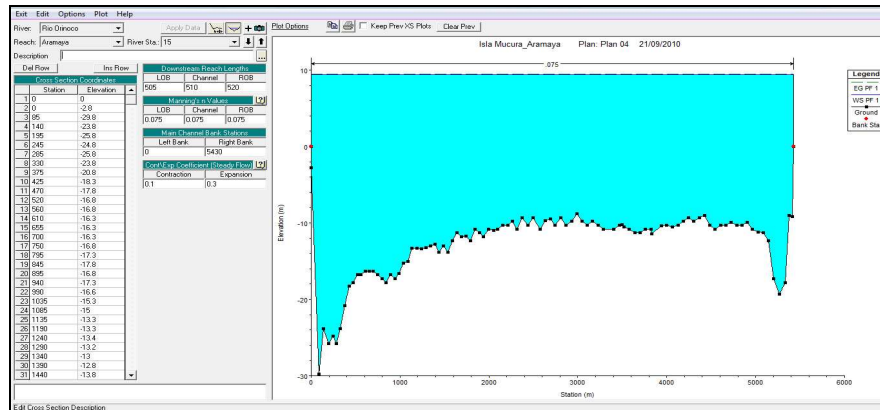 Exit Edit Options Plot Help
River: Rio Orinoco Apply Data Plot Options Keep Prev XS Plots Clear Prev
Reach: Aramaya River Sta.: 15
Description
Del Row Ins Row
Cross Section Coordinates
Station Elevation
1 0 0
2 0 -2.8
3 85 -29.8
4 140 -23.8
5 195 -25.8
6 245 -24.8
7 285 -25.8
8 330 -23.8
9 375 -20.8
10 425 -18.3
11 470 -17.8
12 520 -16.8
13 560 -16.8
14 610 -16.3
15 655 -16.3
16 700 -16.3
17 750 -16.8
18 795 -17.3
19 845 -17.8
20 895 -16.8
21 940 -17.3
22 990 -16.6
23 1035 -15.3
24 1085 -15
25 1135 -13.3
26 1190 -13.3
27 1240 -13.4
28 1290 -13.2
29 1340 -13
30 1390 -12.8
31 1440 -13.8
Downstream Reach Lengths
LOB Channel ROB
505 510 520
Manning's n Values
LOB Channel ROB
0.075 0.075 0.075
Main Channel Bank Stations
Left Bank Right Bank
0 5430
Cont\Exp Coefficient (Steady Flow)
Contraction Expansion
0.1 0.3
Isla Mucura_Aramaya Plan: Plan 04 21/09/2010
.075
Elevation (m)
10
0
-10
-20
-30
0 1000 2000 3000 4000 5000 6000
Station (m)
Legend
EG PF 1
WS PF 1
Ground
Bank Sta
Edit Cross Section Description